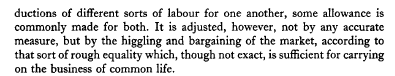 ductions of different sorts of labour for one another, some allowance is
commonly made for both. It is adjusted, however, not by any accurate
measure, but by the higgling and bargaining of the market, according to
that sort of rough equality which, though not exact, is sufficient for carrying
on the business of common life.